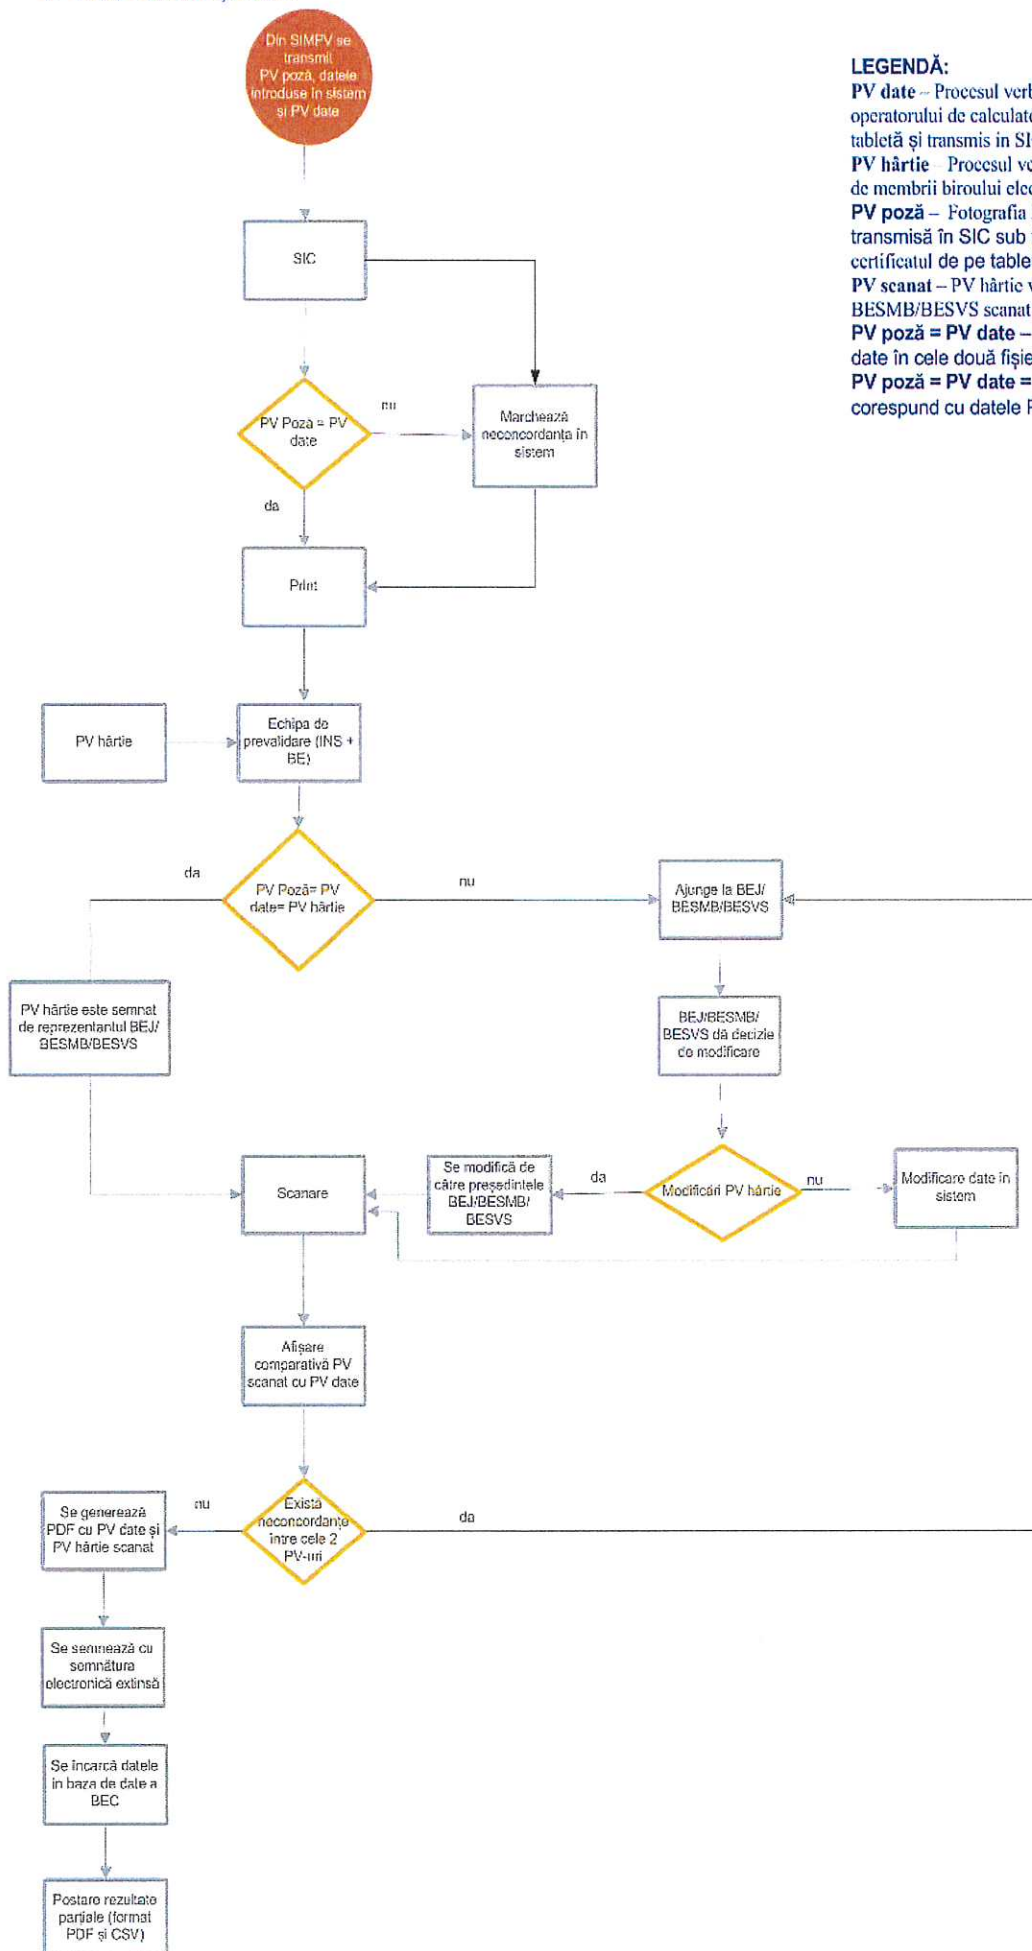 Din SIMPV se
transmit
PV poză, datele
introduse în sistem
și PV date
LEGENDĂ:
PV date – Procesul
operatorului de
tabletă și transmis in
PV hârtie – Procesul
de membrii biroului
PV poză – Fotografia
transmisă în SIC sub
certificatul de pe
PV scanat – PV hârtie
BESMB/BESVS scanat
PV poză = PV date –
date în cele două
PV poză = PV date =
corespund cu datele
SIC
PV Poză = PV
date
nu
Marchează
neconcordanța în
sistem
da
Print
PV hârtie
Echipa de
prevalidare (INS +
BE)
da
PV Poză= PV
date= PV hârtie
nu
Ajunge la BEJ/
BESMB/BESVS
PV hârtie este semnat
de reprezentantul BEJ/
BESMB/BESVS
BEJ/BESMB/
BESVS dă decizie
de modificare
Scanare
Se modifică de
către președintele
BEJ/BESMB/
BESVS
da
Modificări PV hârtie
nu
Modificare date în
sistem
Afișare
comparativă PV
scanat cu PV date
Se generează
PDF cu PV date și
PV hârtie scanat
nu
Există
neconcordanțe
între cele 2
PV-uri
da
Se semnează cu
semnătura
electronică extinsă
Se încarcă datele
in baza de date a
BEC
Postare rezultate
parțiale (format
PDF și CSV)